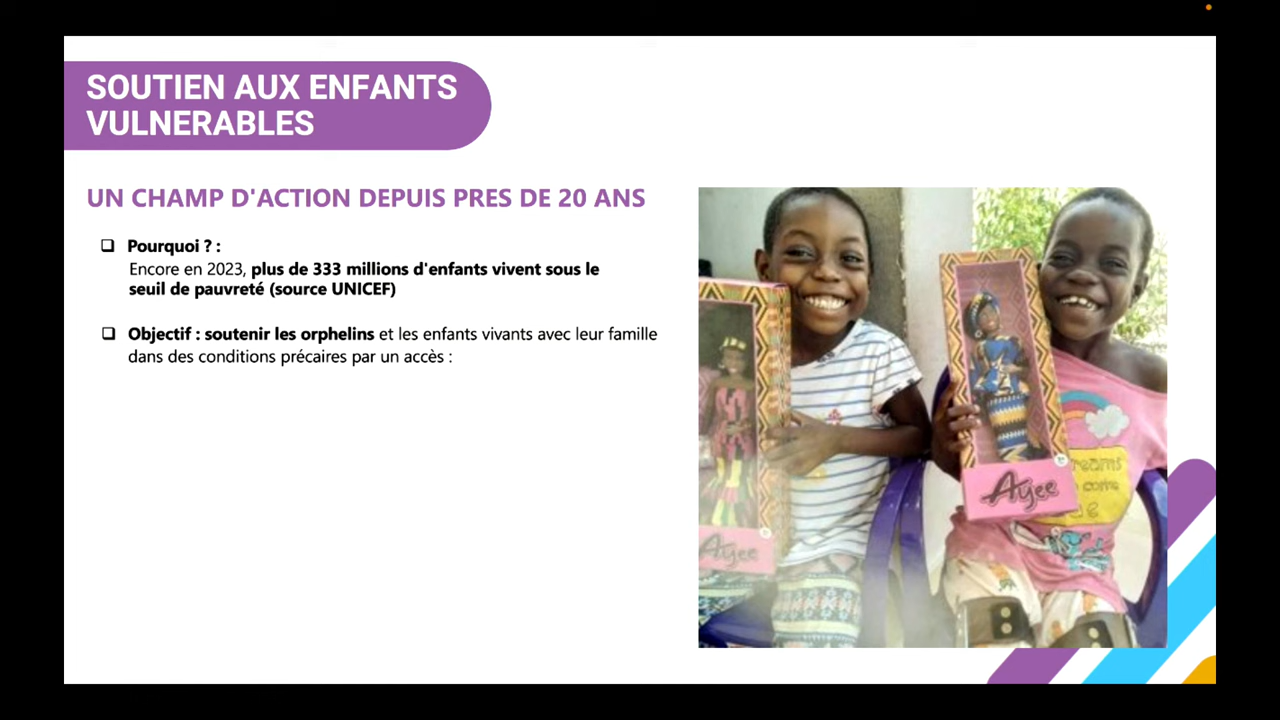 SOUTIEN AUX ENFANTS
VULNERABLES
UN CHAMP D'ACTION DEPUIS PRES DE 20 ANS
Pourquoi ? :
Encore en 2023, plus de 333 millions d'enfants vivent sous le
seuil de pauvreté (source UNICEF)
Objectif : soutenir les orphelins et les enfants vivants avec leur famille
dans des conditions précaires par un accès :
Ayee
Ayee